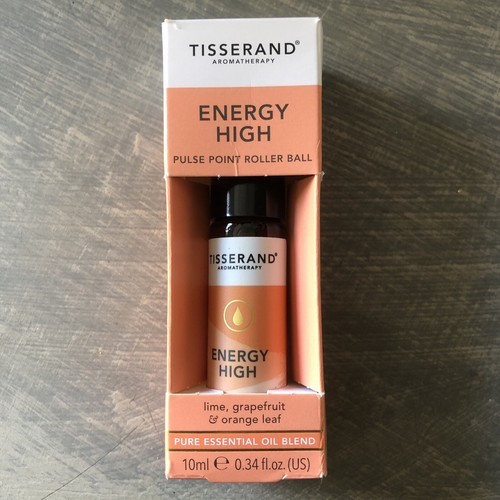 TISSERAND®
AROMATHERAPY
ENERGY
HIGH
PULSE POINT ROLLER BALL
TISSERAND®
AROMATHERAPY
ENERGY
HIGH
lime, grapefruit
& orange leaf
PURE ESSENTIAL OIL BLEND
10ml ℮ 0.34 fl.oz. (US)